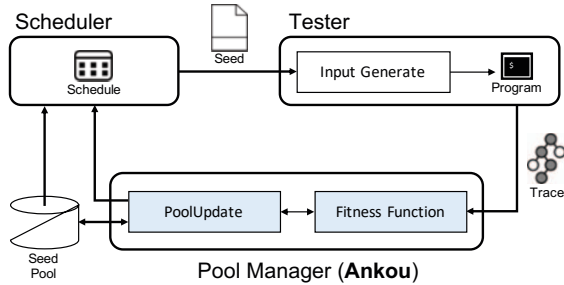 Scheduler
Tester
Seed
Schedule
Input Generate
$
Program
Trace
PoolUpdate
Fitness Function
Seed
Pool
Pool Manager (Ankou)